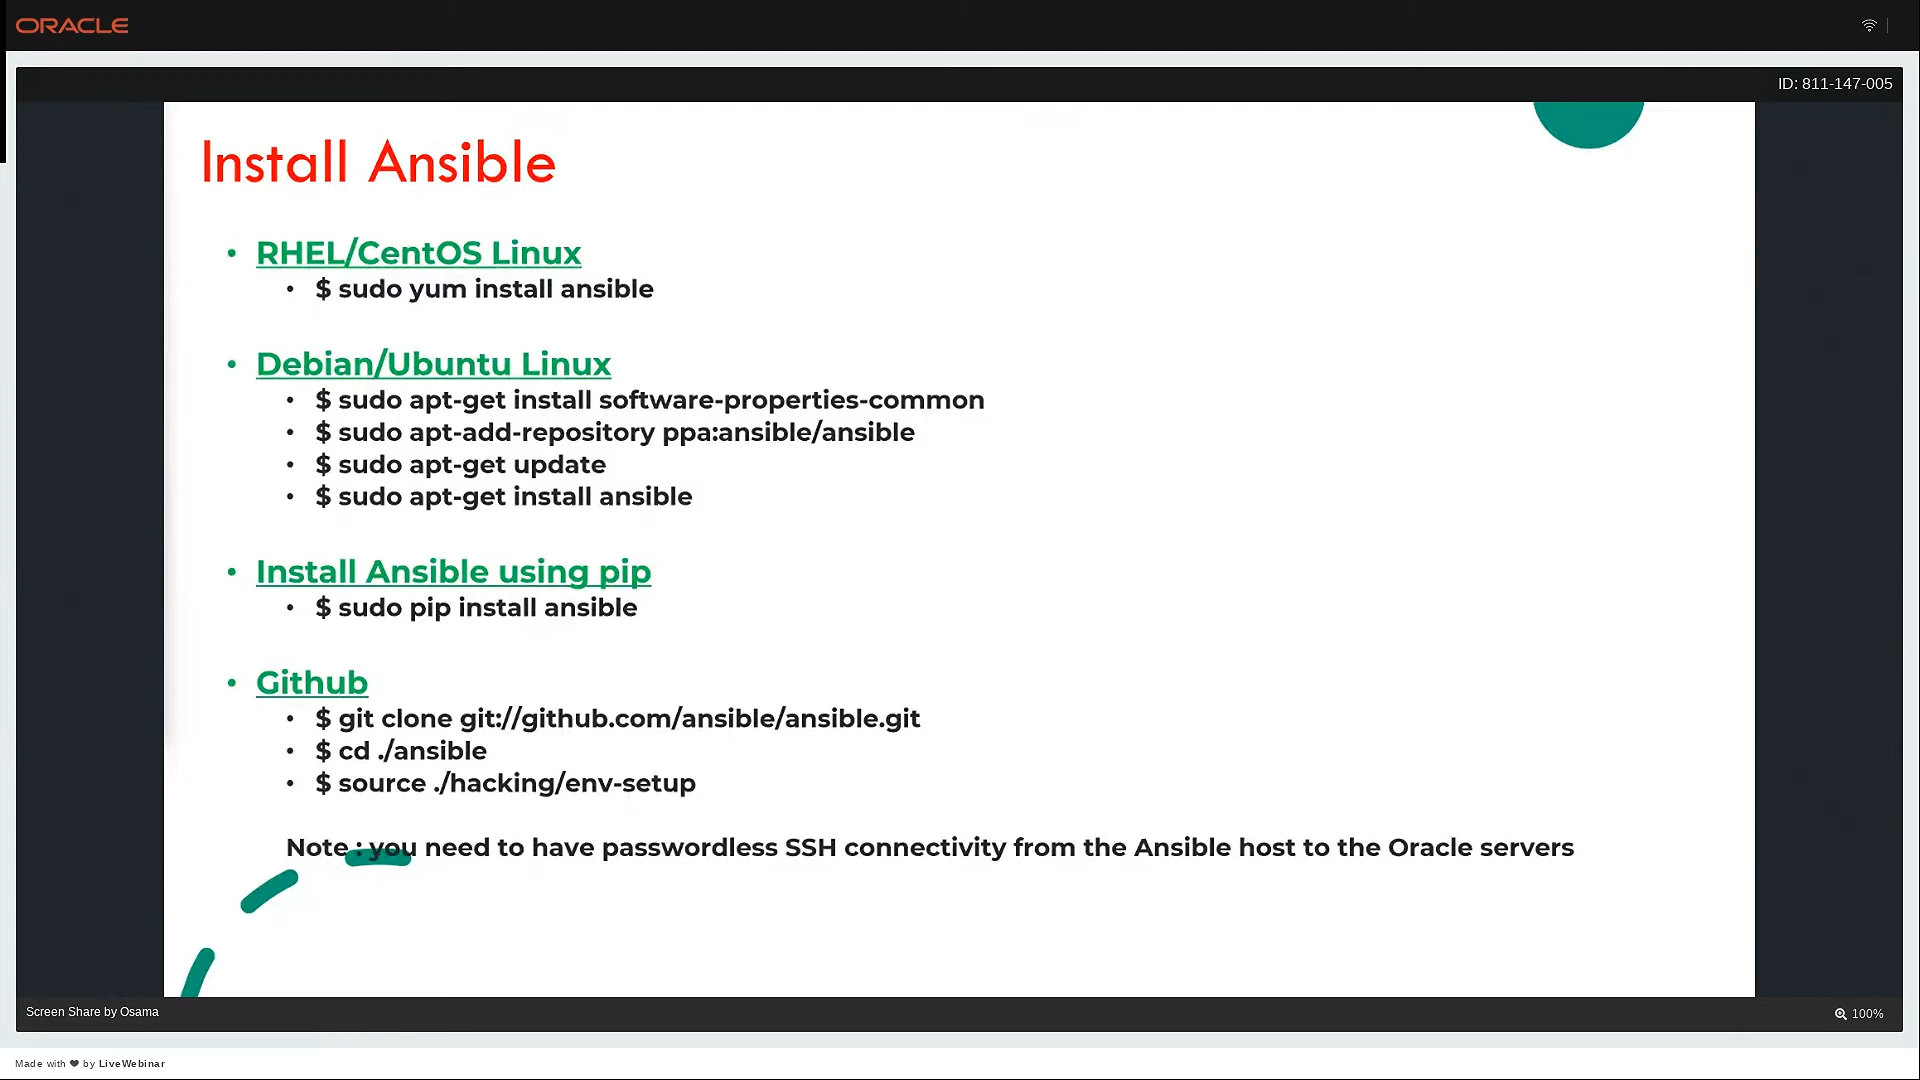 ORACLE
ID: 811-147-005
Install Ansible
• RHEL/CentOS Linux
• $ sudo yum install ansible
• Debian/Ubuntu Linux
• $ sudo apt-get install software-properties-common
• $ sudo apt-add-repository ppa:ansible/ansible
• $ sudo apt-get update
• $ sudo apt-get install ansible
• Install Ansible using pip
• $ sudo pip install ansible
• Github
• $ git clone git://github.com/ansible/ansible.git
• $ cd ./ansible
• $ source ./hacking/env-setup
Note : you need to have passwordless SSH connectivity from the Ansible host to the Oracle servers
Screen Share by Osama
100%
Made with ❤ by LiveWebinar